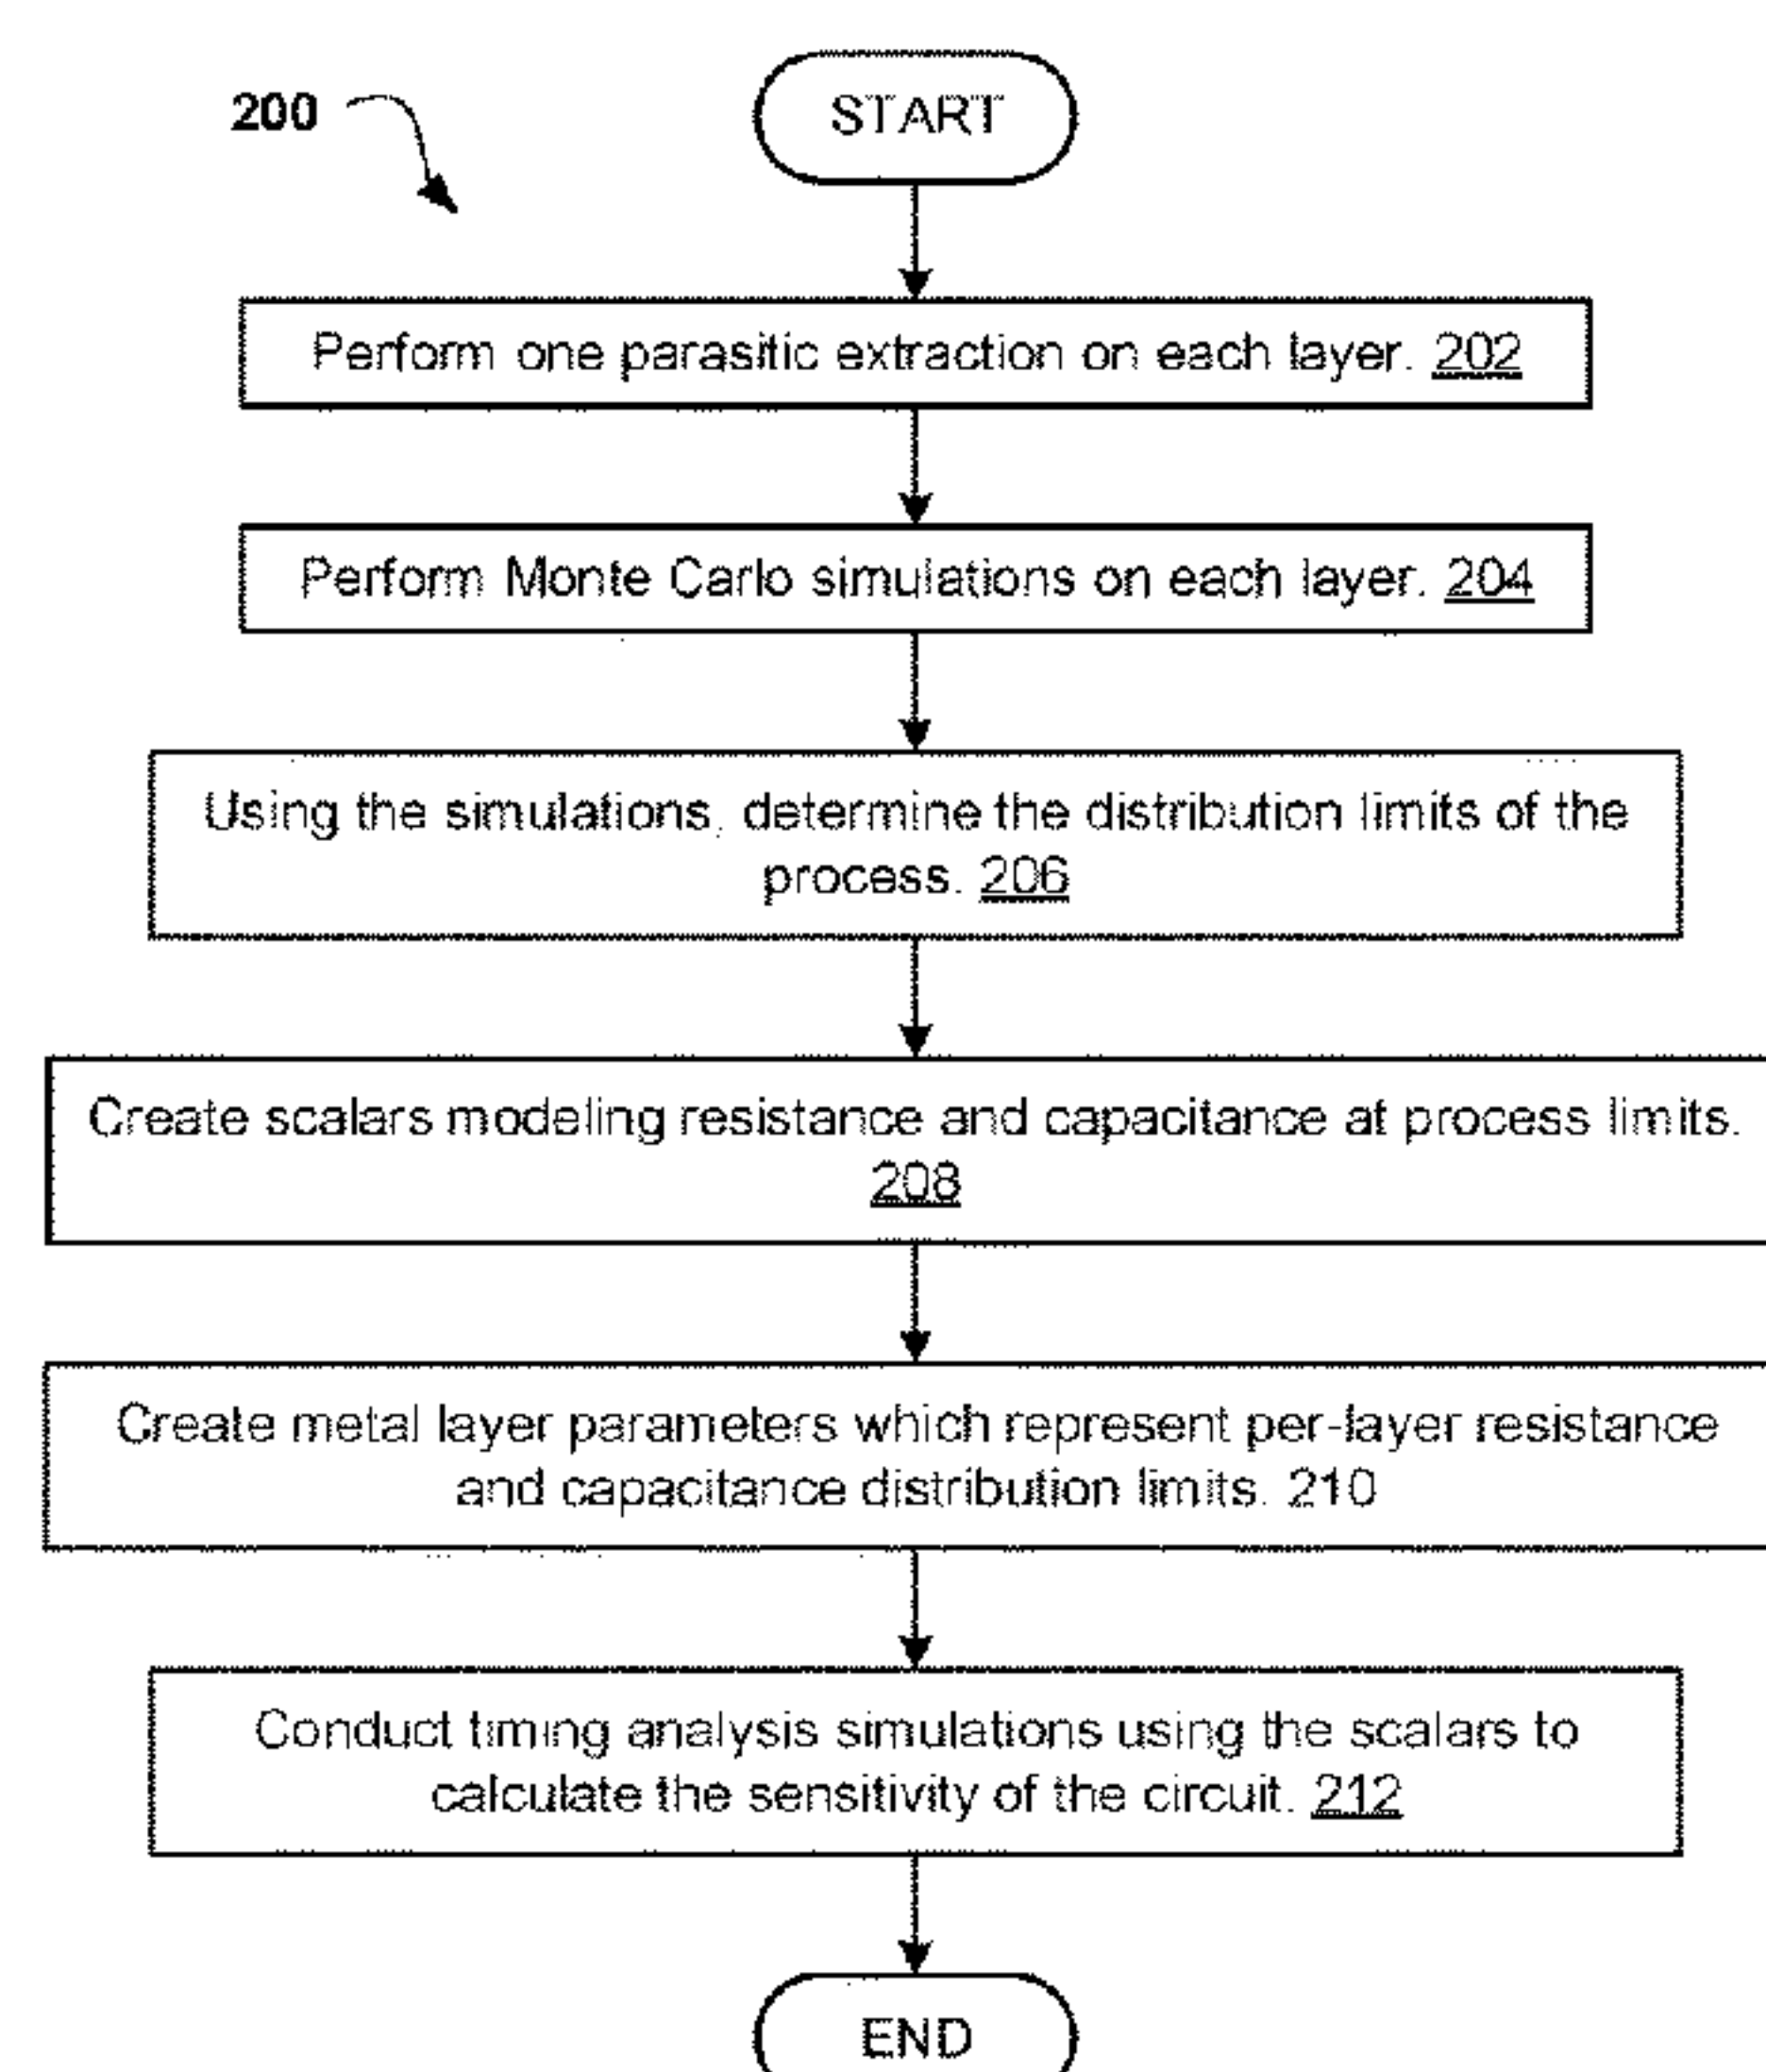 200
START
Perform one parasitic extraction on each layer. 202
Perform Monte Carlo simulations on each layer. 204
Using the simulations, determine the distribution limits of the
process. 206
Create scalars modeling resistance and capacitance at process limits.
208
Create metal layer parameters which represent per-layer resistance
and capacitance distribution limits. 210
Conduct timing analysis simulations using the scalars to
calculate the sensitivity of the circuit. 212
END